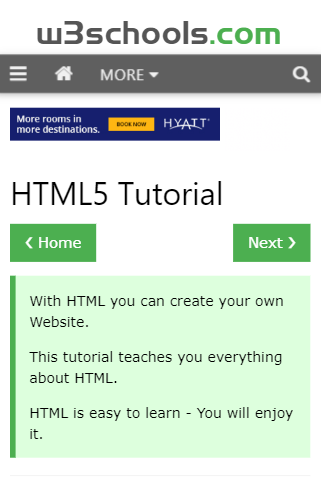 w3schools.com
MORE
More rooms in
more destinations.
BOOK NOW
HYATT
HTML5 Tutorial
❮ Home
Next ❯
With HTML you can create your own
Website.
This tutorial teaches you everything
about HTML.
HTML is easy to learn - You will enjoy
it.